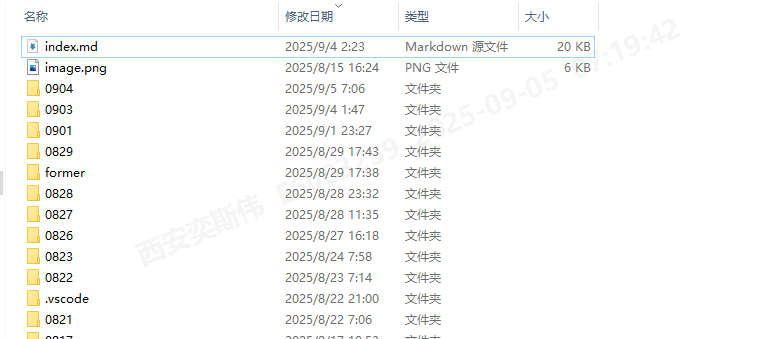 名称 修改日期 类型 大小
index.md 2025/9/4 2:23 Markdown 源文件 20 KB
image.png 2025/8/15 16:24 PNG 文件 6 KB
0904 2025/9/5 7:06 文件夹
0903 2025/9/4 1:47 文件夹
0901 2025/9/1 23:27 文件夹
0829 2025/8/29 17:43 文件夹
former 2025/8/29 17:38 文件夹
0828 2025/8/28 23:32 文件夹
0827 2025/8/28 11:35 文件夹
0826 2025/8/27 16:18 文件夹
0823 2025/8/24 7:58 文件夹
0822 2025/8/23 7:14 文件夹
.vscode 2025/8/22 21:00 文件夹
0821 2025/8/22 7:06 文件夹
西安奕斯伟 2025-09-05 07:19:42